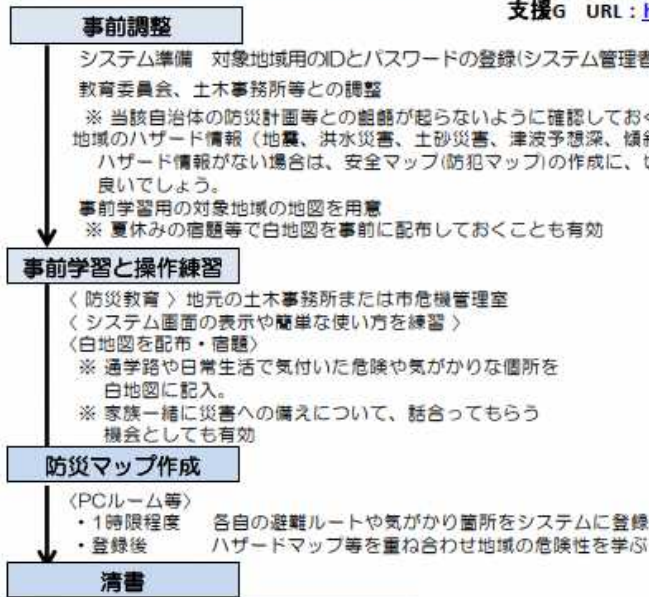 支援G URL：h
事前調整
システム準備 対象地域用のIDとパスワードの登録(システム管理者
教育委員会、土木事務所等との調整
※ 当該自治体の防災計画等との齟齬が起らないように確認してお
地域のハザード情報（地震、洪水災害、土砂災害、津波予想深、傾
ハザード情報がない場合は、安全マップ(防犯マップ)の作成に、
良いでしょう。
事前学習用の対象地域の地図を用意
※ 夏休みの宿題等で白地図を事前に配布しておくことも有効
事前学習と操作練習
〈 防災教育 〉地元の土木事務所または市危機管理室
〈 システム画面の表示や簡単な使い方を練習 〉
〈白地図を配布・宿題〉
※ 通学路や日常生活で気付いた危険や気がかりな個所を
白地図に記入。
※ 家族一緒に災害への備えについて、話合ってもらう
機会としても有効
防災マップ作成
〈PCルーム等〉
・1時限程度 各自の避難ルートや気がかり箇所をシステムに登録
・登録後 ハザードマップ等を重ね合わせ地域の危険性を学ぶ
清書